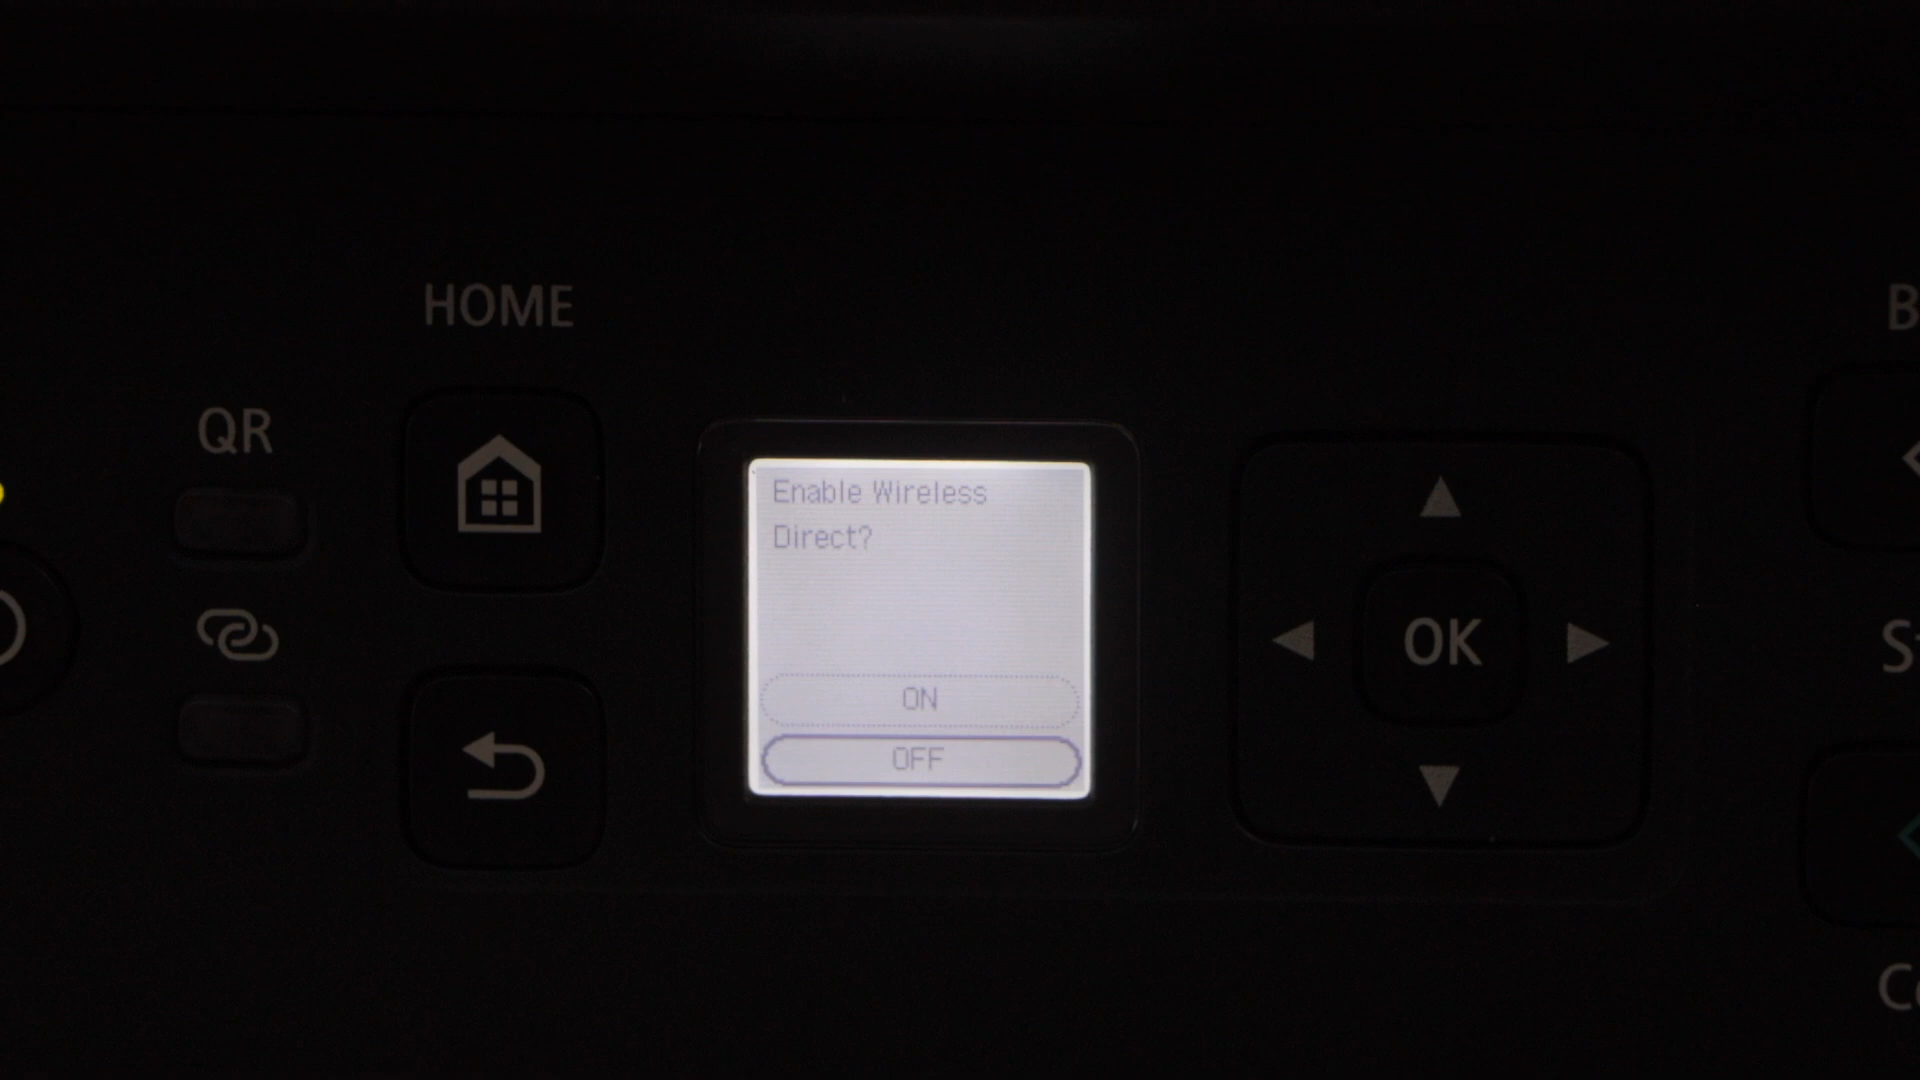 HOME
QR
Enable Wireless
Direct?
ON
OFF
OK